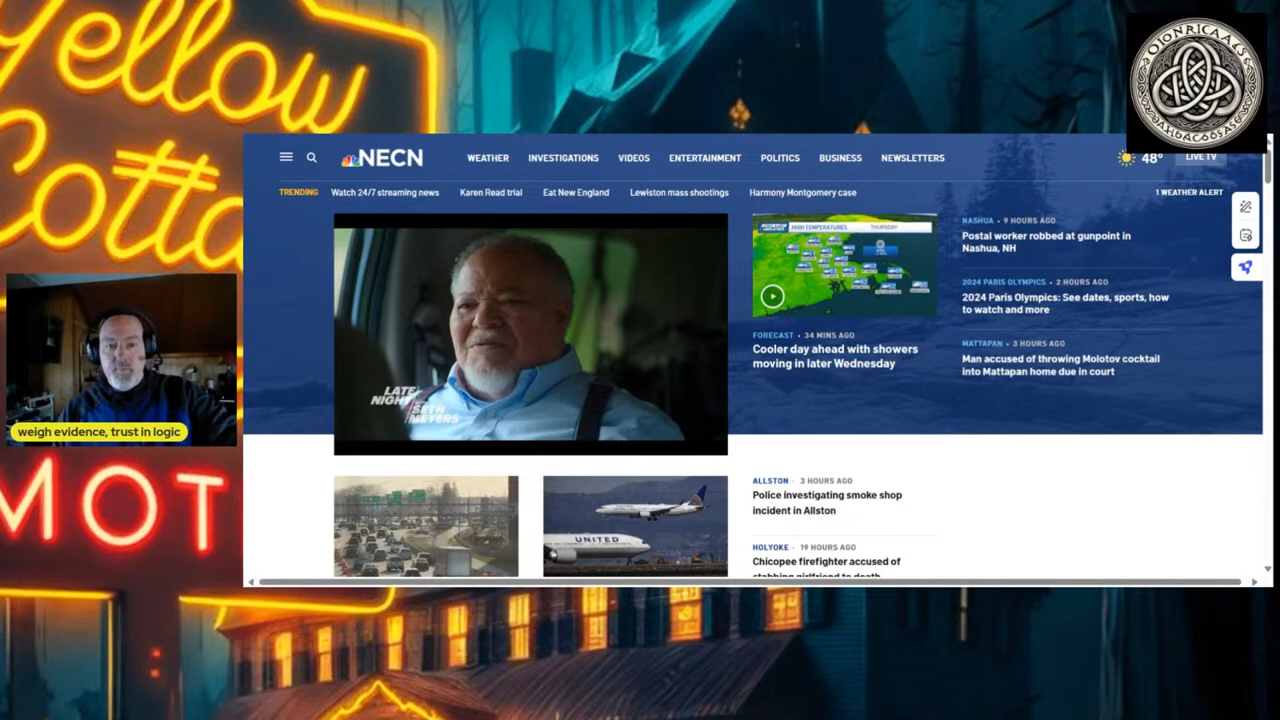 Yellow
Cotta
MOT
NECN
WEATHER INVESTIGATIONS VIDEOS ENTERTAINMENT POLITICS BUSINESS NEWSLETTERS
48°
LIVE TV
TRENDING Watch 24/7 streaming news Karen Read trial Eat New England Lewiston mass shootings Harmony Montgomery case
1 WEATHER ALERT
LATE
NIGHT
SETH
MEYERS
HIGH TEMPERATURES THURSDAY
FORECAST • 34 MINS AGO
Cooler day ahead with showers
moving in later Wednesday
NASHUA • 9 HOURS AGO
Postal worker robbed at gunpoint in
Nashua, NH
2024 PARIS OLYMPICS • 2 HOURS AGO
2024 Paris Olympics: See dates, sports, how
to watch and more
MATTAPAN • 3 HOURS AGO
Man accused of throwing Molotov cocktail
into Mattapan home due in court
weigh evidence, trust in logic
UNITED
ALLSTON · 3 HOURS AGO
Police investigating smoke shop
incident in Allston
HOLYOKE · 19 HOURS AGO
Chicopee firefighter accused of
stabbing girlfriend to death